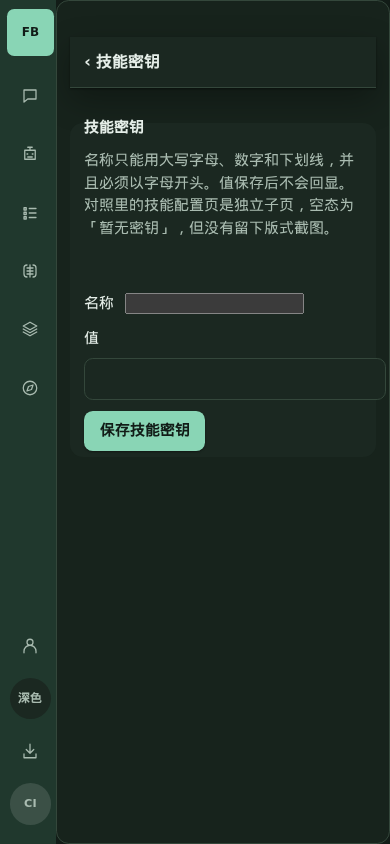 FB
‹ 技能密钥
技能密钥
名称只能用大写字母、数字和下划线，并
且必须以字母开头。值保存后不会回显。
对照里的技能配置页是独立子页，空态为
「暂无密钥」，但没有留下版式截图。
名称
值
保存技能密钥
深色
CI